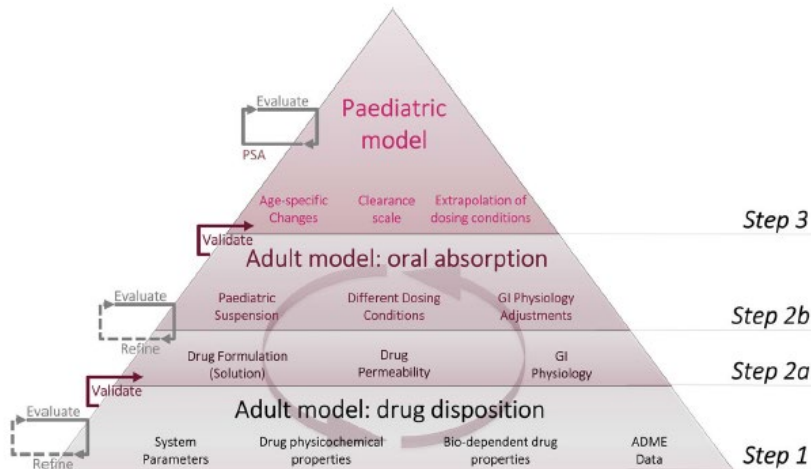 Evaluate
Paediatric
model
PSA
Age-specific
Changes
Clearance
scale
Extrapolation of
dosing conditions
Step 3
Validate
Adult model: oral absorption
Evaluate
Paediatric
Suspension
Different Dosing
Conditions
GI Physiology
Adjustments
Step 2b
Refine
Drug Formulation
(Solution)
Drug
Permeability
GI
Physiology
Step 2a
Validate
Adult model: drug disposition
Evaluate
System
Parameters
Drug physicochemical
properties
Bio-dependent drug
properties
ADME
Data
Step 1
Refine